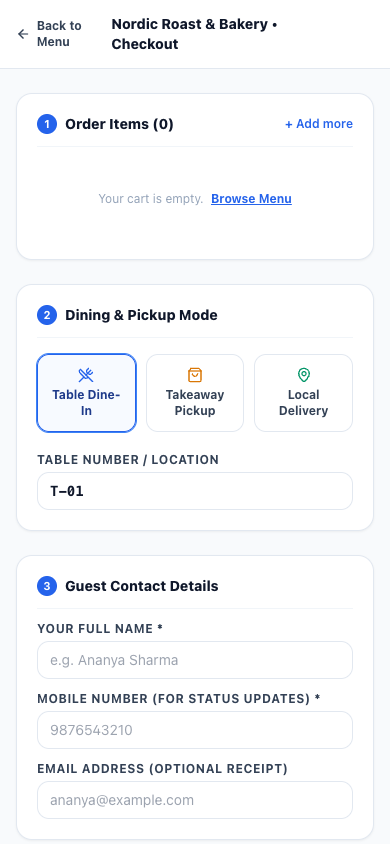 Back to
Menu
Nordic Roast & Bakery •
Checkout
1 Order Items (0)
+ Add more
Your cart is empty. Browse Menu
2 Dining & Pickup Mode
Table Dine-
In
Takeaway
Pickup
Local
Delivery
TABLE NUMBER / LOCATION
T-01
3 Guest Contact Details
YOUR FULL NAME *
e.g. Ananya Sharma
MOBILE NUMBER (FOR STATUS UPDATES) *
9876543210
EMAIL ADDRESS (OPTIONAL RECEIPT)
ananya@example.com